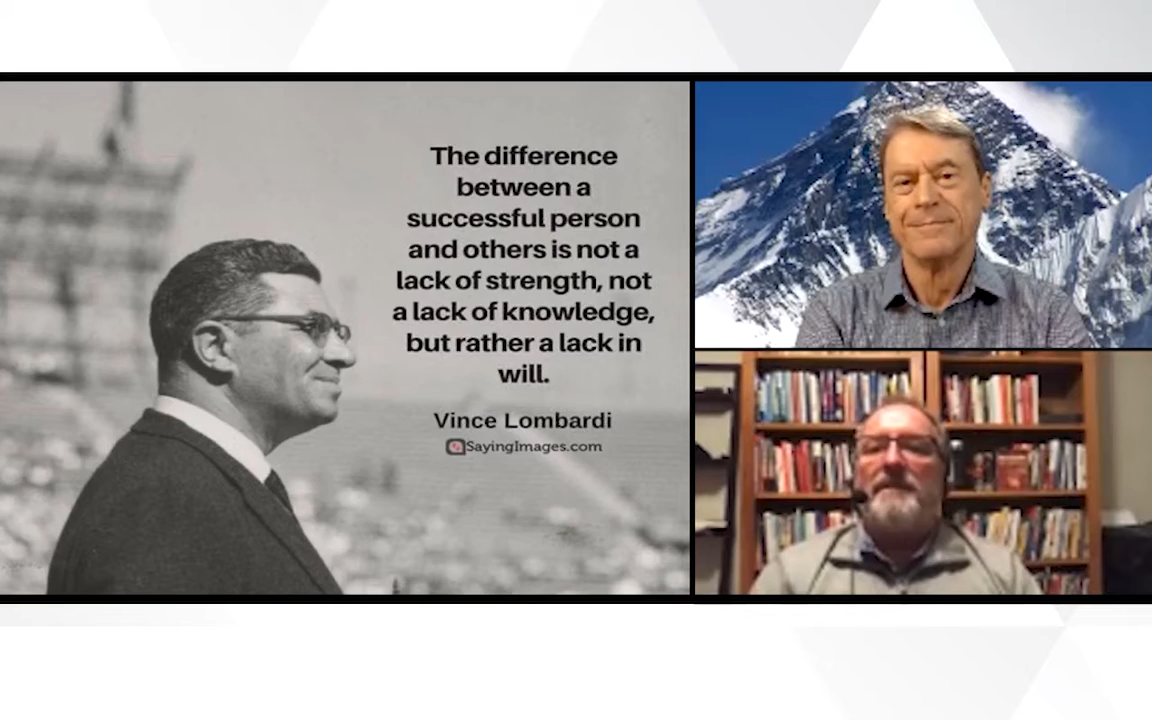 The difference
between a
successful person
and others is not a
lack of strength, not
a lack of knowledge,
but rather a lack in
will.
Vince Lombardi
SayingImages.com